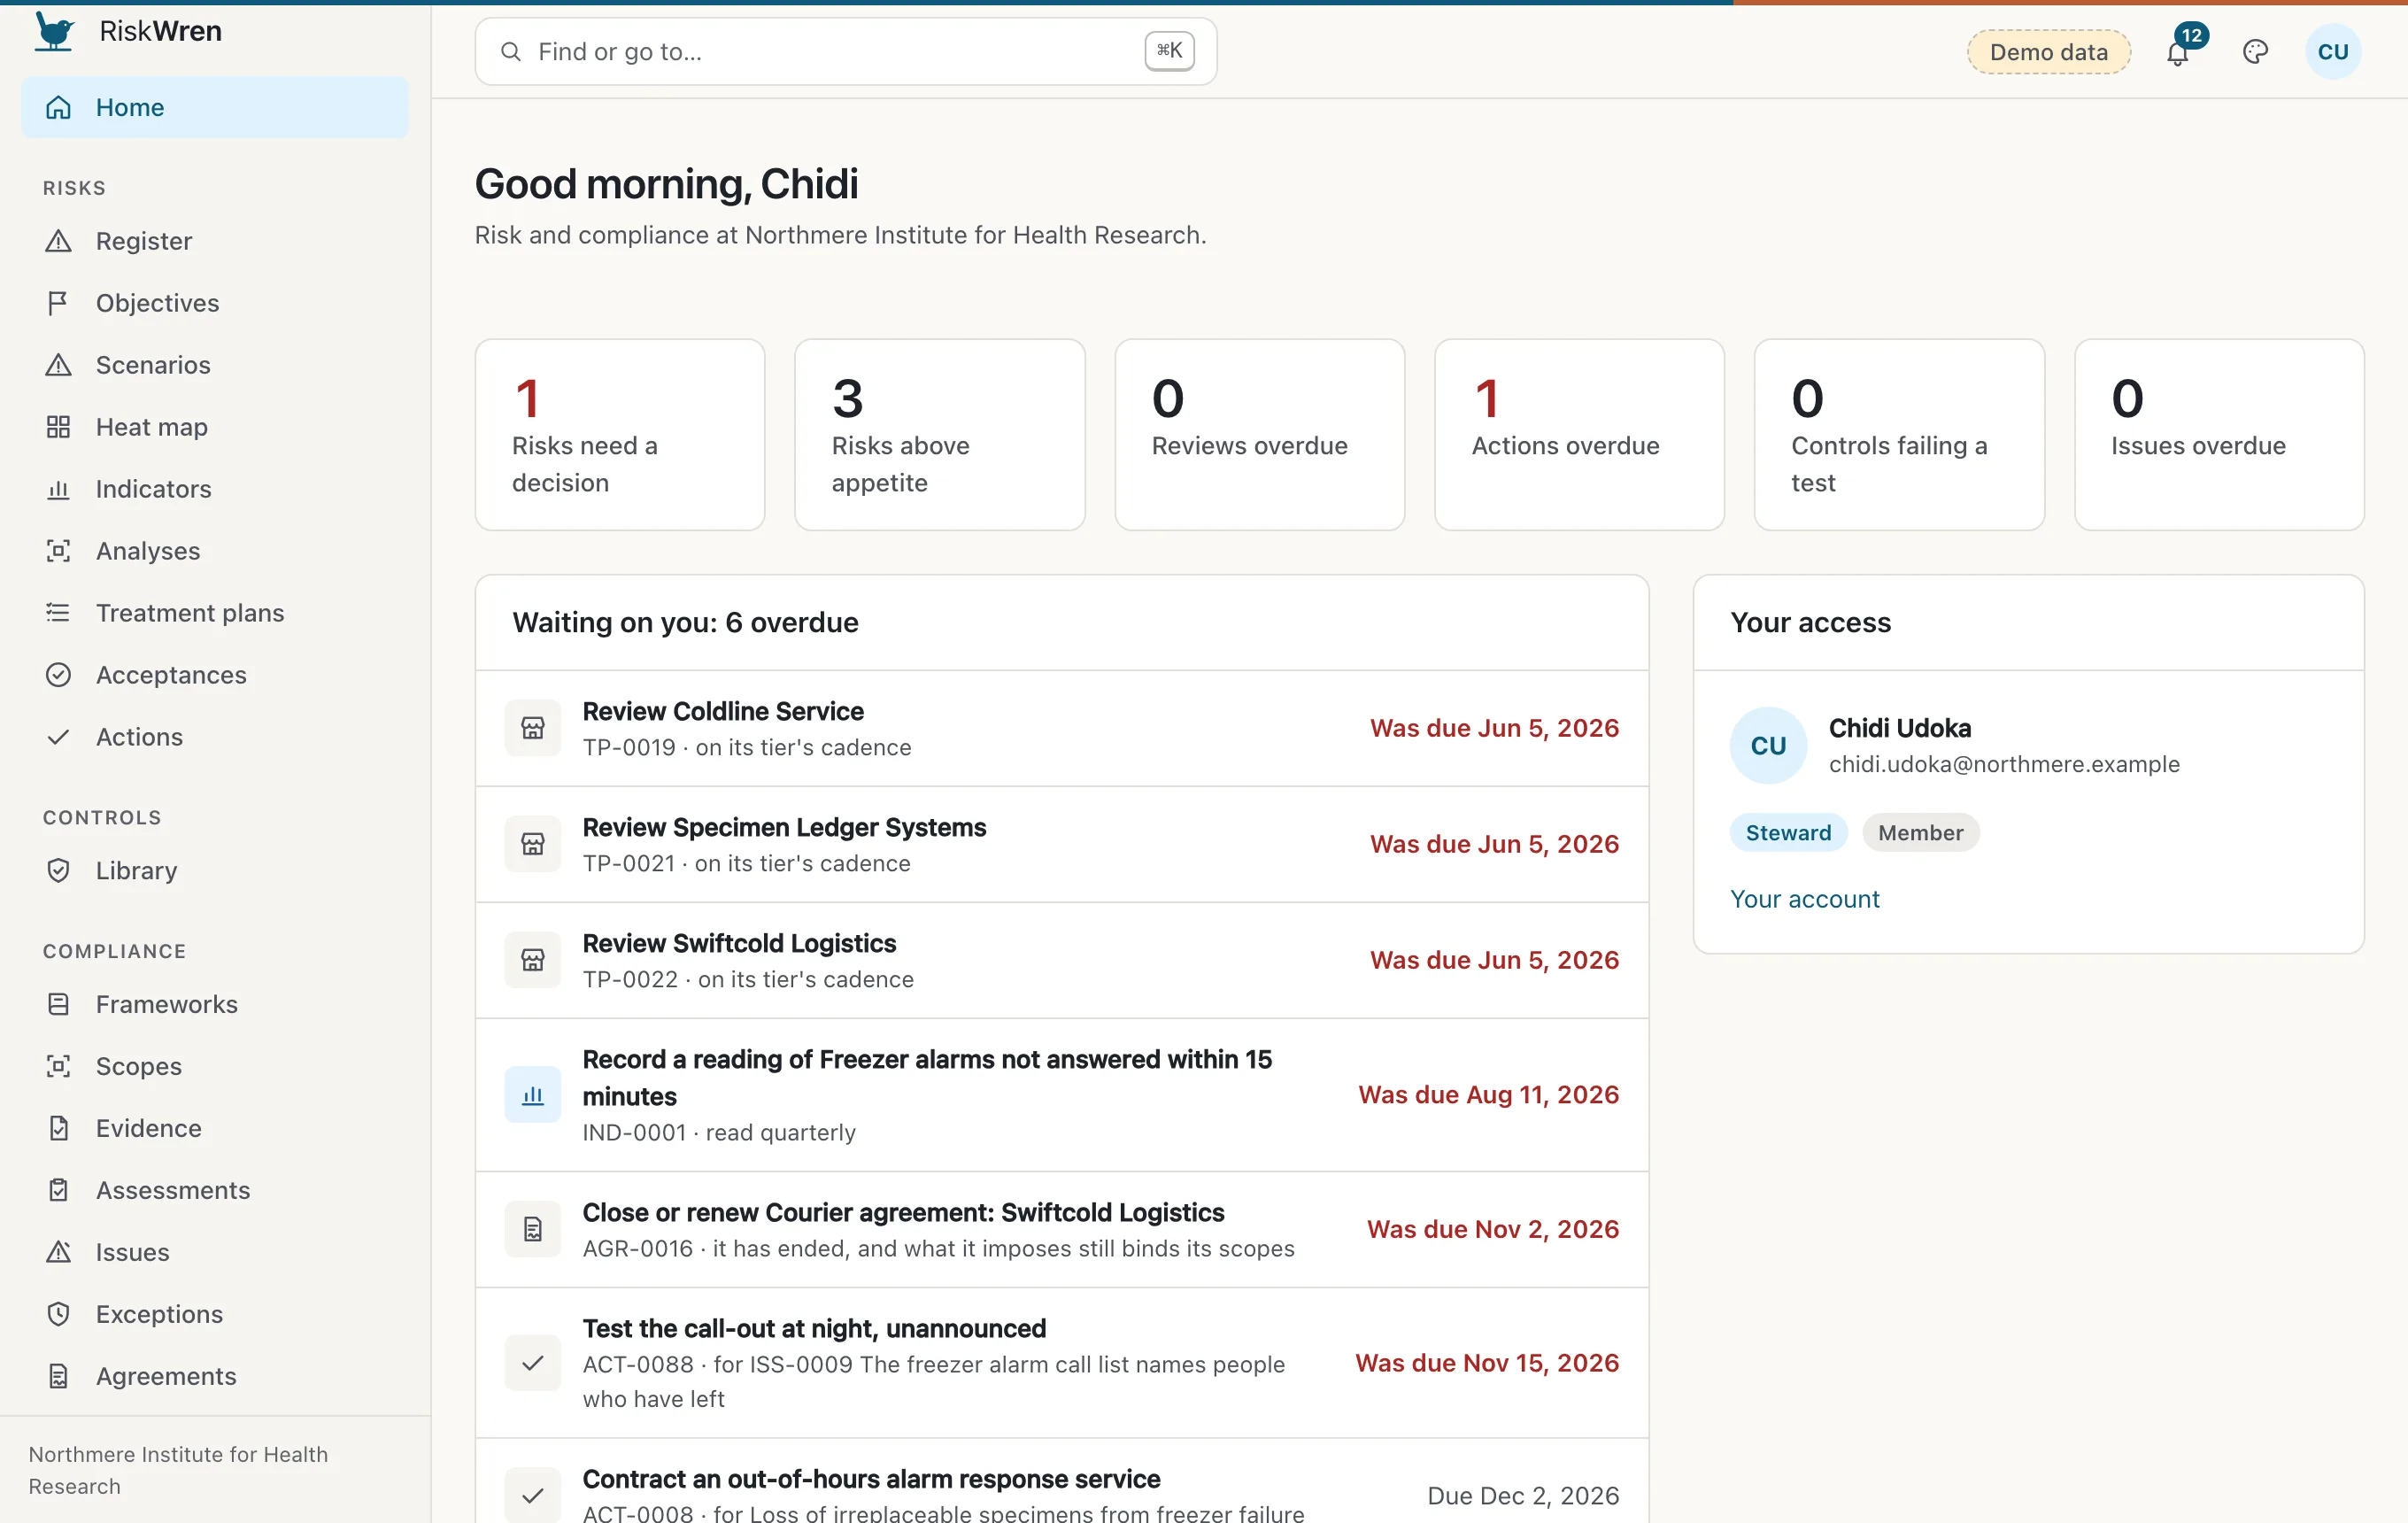 RiskWren
Home
RISKS
Register
Objectives
Scenarios
Heat map
Indicators
Analyses
Treatment plans
Acceptances
Actions
CONTROLS
Library
COMPLIANCE
Frameworks
Scopes
Evidence
Assessments
Issues
Exceptions
Agreements
Northmere Institute for Health
Research
Find or go to...
⌘K
Demo data
12
CU
Good morning, Chidi
Risk and compliance at Northmere Institute for Health Research.
1
Risks need a
decision
3
Risks above
appetite
0
Reviews overdue
1
Actions overdue
0
Controls failing a
test
0
Issues overdue
Waiting on you: 6 overdue
Review Coldline Service
TP-0019 · on its tier's cadence
Was due Jun 5, 2026
Review Specimen Ledger Systems
TP-0021 · on its tier's cadence
Was due Jun 5, 2026
Review Swiftcold Logistics
TP-0022 · on its tier's cadence
Was due Jun 5, 2026
Record a reading of Freezer alarms not answered within 15
minutes
IND-0001 · read quarterly
Was due Aug 11, 2026
Close or renew Courier agreement: Swiftcold Logistics
AGR-0016 · it has ended, and what it imposes still binds its scopes
Was due Nov 2, 2026
Test the call-out at night, unannounced
ACT-0088 · for ISS-0009 The freezer alarm call list names people
who have left
Was due Nov 15, 2026
Contract an out-of-hours alarm response service
ACT-0008 · for Loss of irreplaceable specimens from freezer failure
Due Dec 2, 2026
Your access
CU
Chidi Udoka
chidi.udoka@northmere.example
Steward
Member
Your account